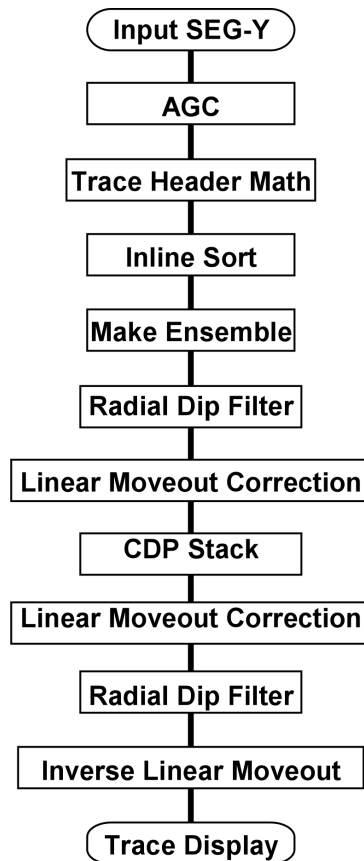 Input SEG-Y
AGC
Trace Header Math
Inline Sort
Make Ensemble
Radial Dip Filter
Linear Moveout Correction
CDP Stack
Linear Moveout Correction
Radial Dip Filter
Inverse Linear Moveout
Trace Display